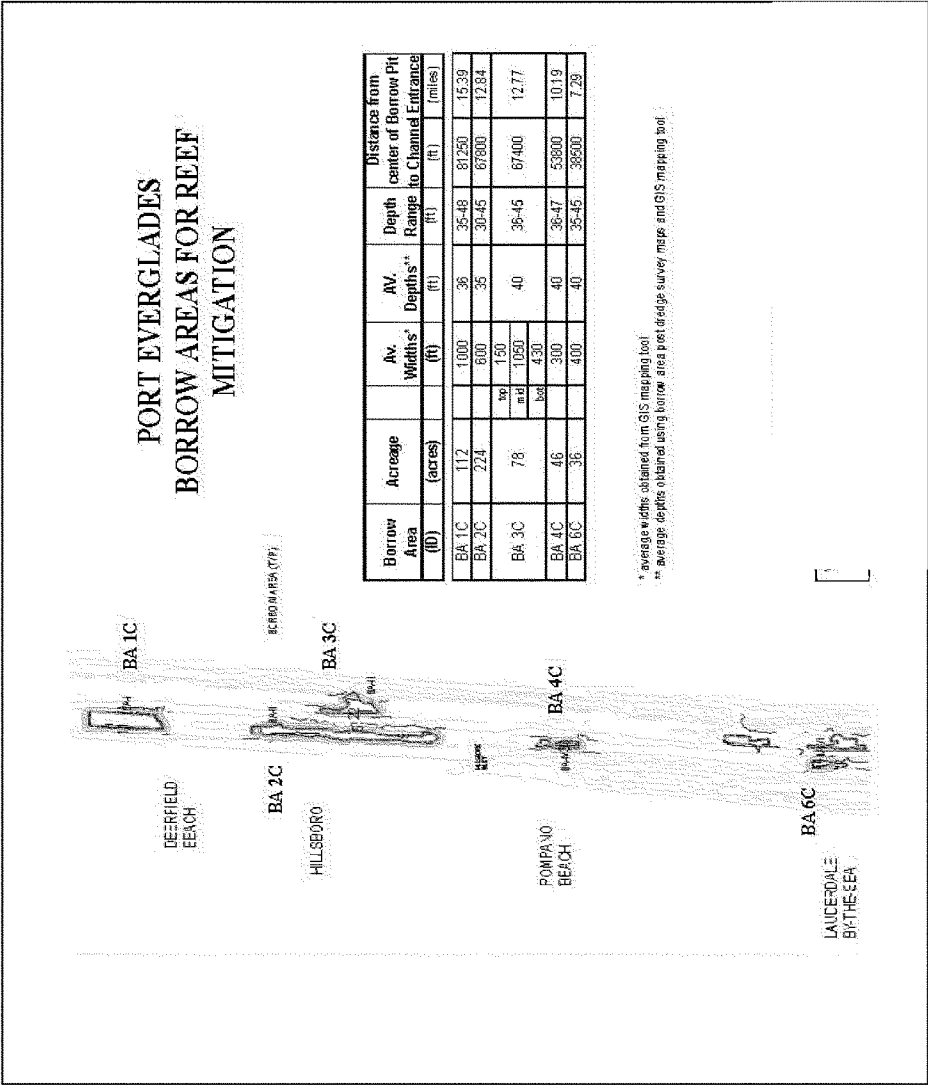 PORT EVERGLADES
BORROW AREAS FOR REEF
MITIGATION
BA 1C
BORROW AREA (TYP)
BA 3C
BA 4C
BA 2C
BA 6C
DEERFIELD
BEACH
HILLSBORO
POMPANO
BEACH
LAUDERDALE
BY-THE-SEA
Borrow Area (ID) Acreage (acres) Av. Widths* (ft) AV. Depths** (ft) Depth Range (ft) Distance from center of Borrow Pit to Channel Entrance (ft) (miles)
BA 1C 112 1000 36 35-48 81250 15.39
BA 2C 224 600 35 30-45 67800 12.84
BA 3C 78 top 150 mid 1050 bot 430 40 36-45 67400 12.77
BA 4C 46 300 40 36-47 53800 10.19
BA 6C 36 400 40 35-45 38500 7.29
* average widths obtained from GIS mapping tool
** average depths obtained using borrow area post dredge survey maps and GIS mapping tool